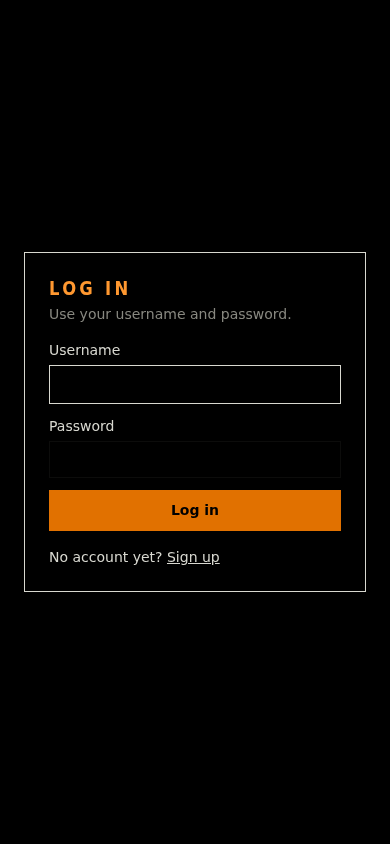 LOG IN
Use your username and password.
Username
Password
Log in
No account yet? Sign up